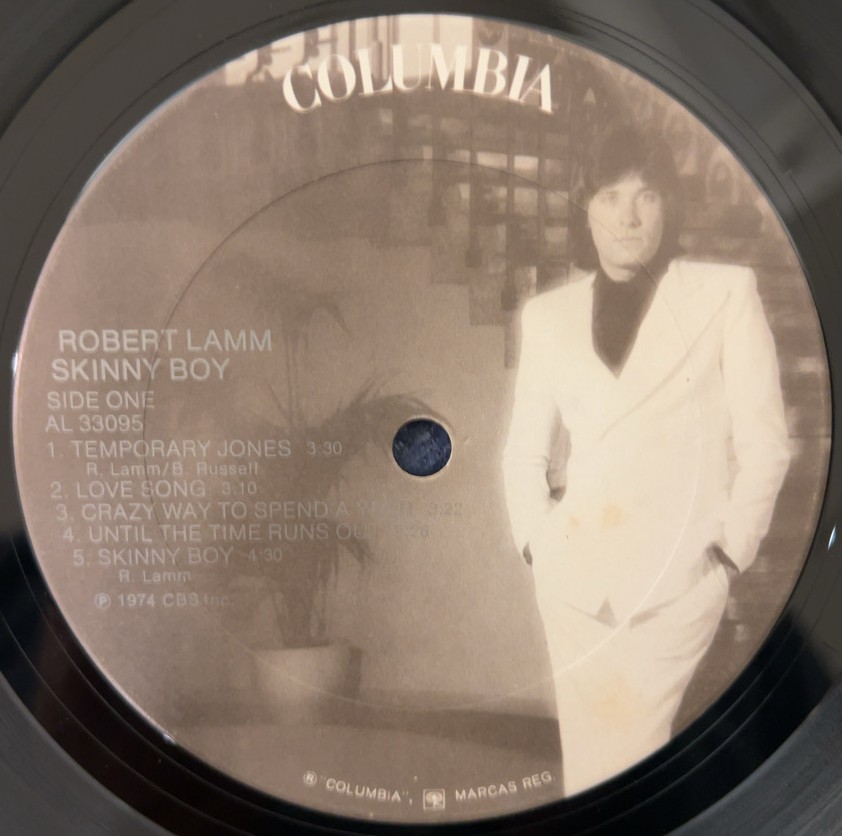 COLUMBIA
ROBERT LAMM
SKINNY BOY
SIDE ONE
AL 33095
1. TEMPORARY JONES 3:30
R. Lamm/B. Russell
2. LOVE SONG 3:10
3. CRAZY WAY TO SPEND A 3:22
4. UNTIL THE TIME RUNS
5. SKINNY BOY 4:30
R. Lamm
℗ 1974 CBS Inc.
® "COLUMBIA", MARCAS REG.